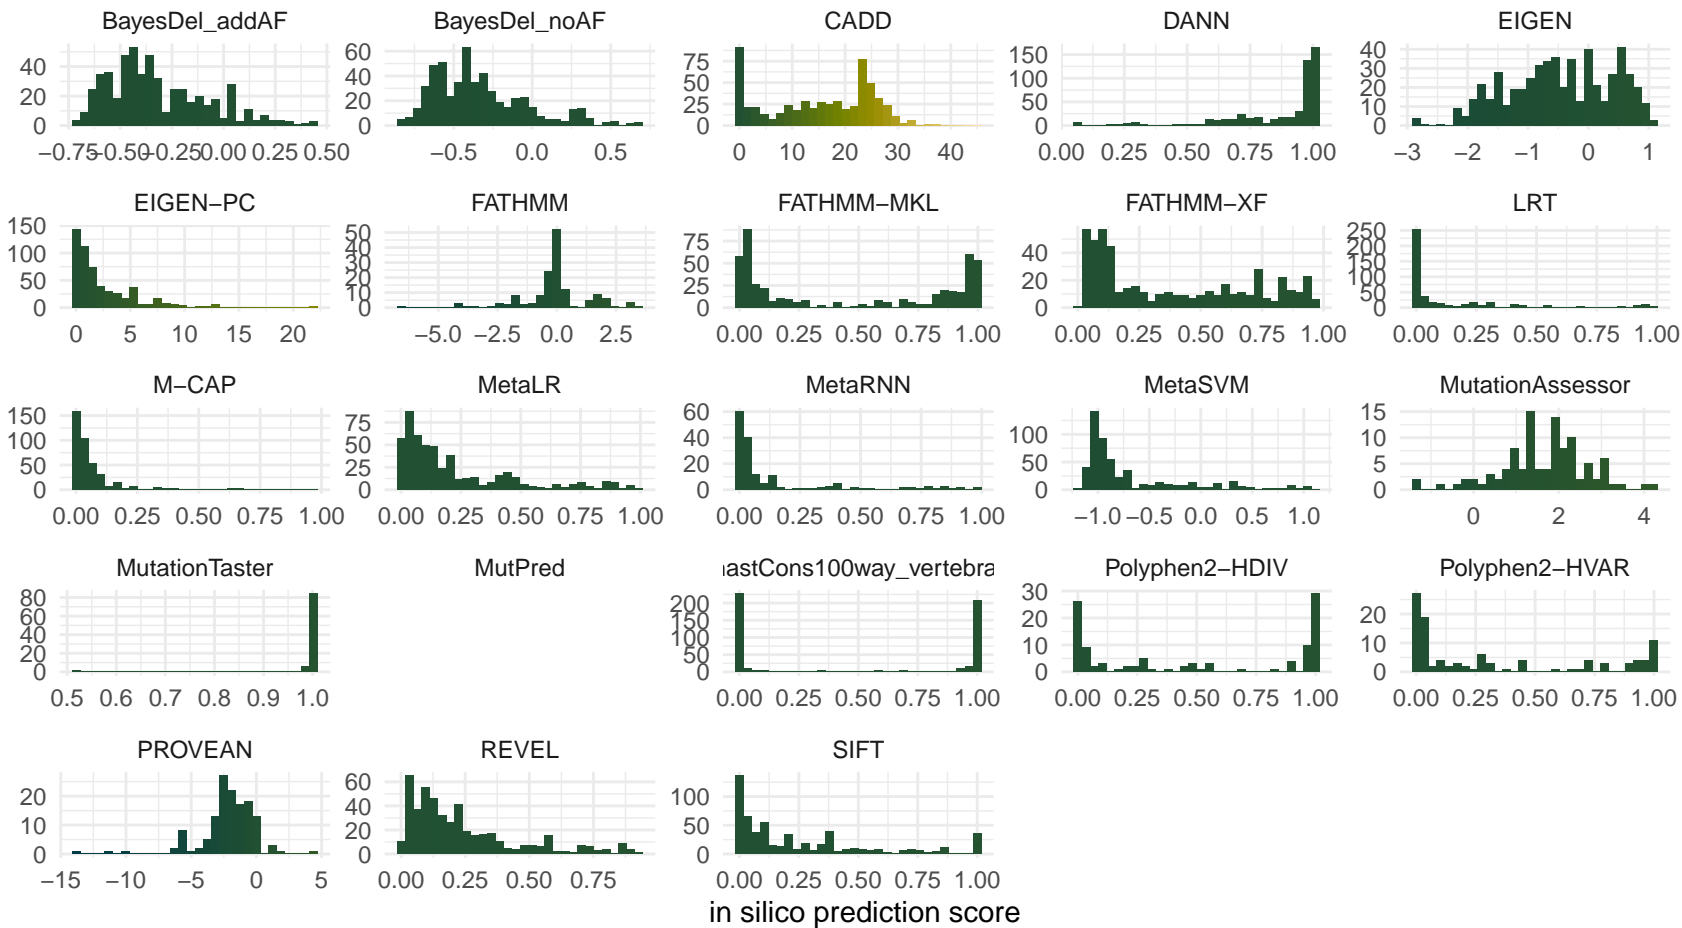 BayesDel_addAF BayesDel_noAF CADD DANN EIGEN
40 20 0 60 40 20 0 75 50 25 0 150 100 50 0 40 30 20 10 0
−0.75 −0.50 −0.25 0.00 0.25 0.50 −0.5 0.0 0.5 0 10 20 30 40 0.00 0.25 0.50 0.75 1.00 −3 −2 −1 0 1
EIGEN−PC FATHMM FATHMM−MKL FATHMM−XF LRT
150 100 50 0 50 40 30 20 10 0 75 50 25 0 40 20 0 250 200 150 100 50 0
0 5 10 15 20 −5.0 −2.5 0.0 2.5 0.00 0.25 0.50 0.75 1.00 0.00 0.25 0.50 0.75 1.00 0.00 0.25 0.50 0.75 1.00
M−CAP MetaLR MetaRNN MetaSVM MutationAssessor
150 100 50 0 75 50 25 0 60 40 20 0 100 50 0 15 10 5 0
0.00 0.25 0.50 0.75 1.00 0.00 0.25 0.50 0.75 1.00 0.00 0.25 0.50 0.75 1.00 −1.0 −0.5 0.0 0.5 1.0 0 2 4
MutationTaster MutPred astCons100way_vertebra Polyphen2−HDIV Polyphen2−HVAR
80 60 40 20 0 200 150 100 50 0 30 20 10 0 20 10 0
0.5 0.6 0.7 0.8 0.9 1.0 0.00 0.25 0.50 0.75 1.00 0.00 0.25 0.50 0.75 1.00 0.00 0.25 0.50 0.75 1.00
PROVEAN REVEL SIFT
20 10 0 60 40 20 0 100 50 0
−15 −10 −5 0 5 0.00 0.25 0.50 0.75 0.00 0.25 0.50 0.75 1.00
in silico prediction score